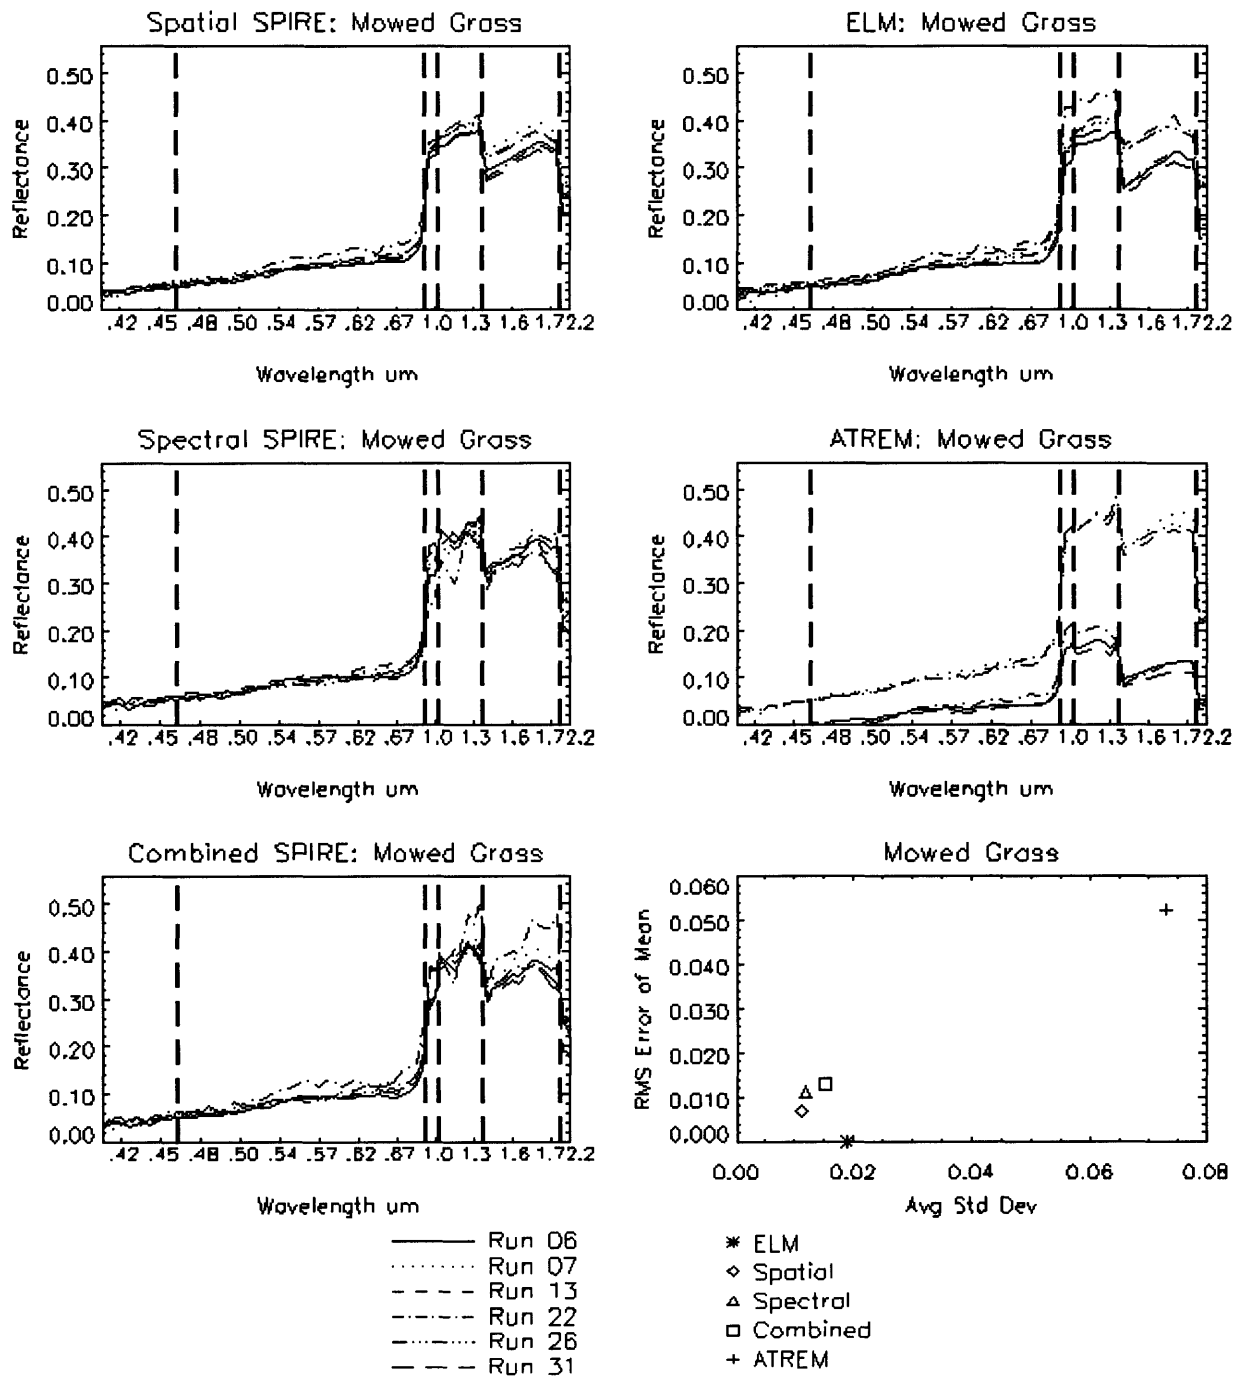 Spatial SPIRE: Mowed Grass
0.50
0.40
0.30
0.20
0.10
0.00
Reflectance
.42 .45 .48 .50 .54 .57 .62 .67 1.0 1.3 1.6 1.72.2
Wavelength um
ELM: Mowed Grass
0.50
0.40
0.30
0.20
0.10
0.00
Reflectance
.42 .45 .48 .50 .54 .57 .62 .67 1.0 1.3 1.6 1.72.2
Wavelength um
Spectral SPIRE: Mowed Grass
0.50
0.40
0.30
0.20
0.10
0.00
Reflectance
.42 .45 .48 .50 .54 .57 .62 .67 1.0 1.3 1.6 1.72.2
Wavelength um
ATREM: Mowed Grass
0.50
0.40
0.30
0.20
0.10
0.00
Reflectance
.42 .45 .48 .50 .54 .57 .62 .67 1.0 1.3 1.6 1.72.2
Wavelength um
Combined SPIRE: Mowed Grass
0.50
0.40
0.30
0.20
0.10
0.00
Reflectance
.42 .45 .48 .50 .54 .57 .62 .67 1.0 1.3 1.6 1.72.2
Wavelength um
Mowed Grass
0.060
0.050
0.040
0.030
0.020
0.010
0.000
RMS Error of Mean
0.00 0.02 0.04 0.06 0.08
Avg Std Dev
Run 06
Run 07
Run 13
Run 22
Run 26
Run 31
ELM
Spatial
Spectral
Combined
ATREM